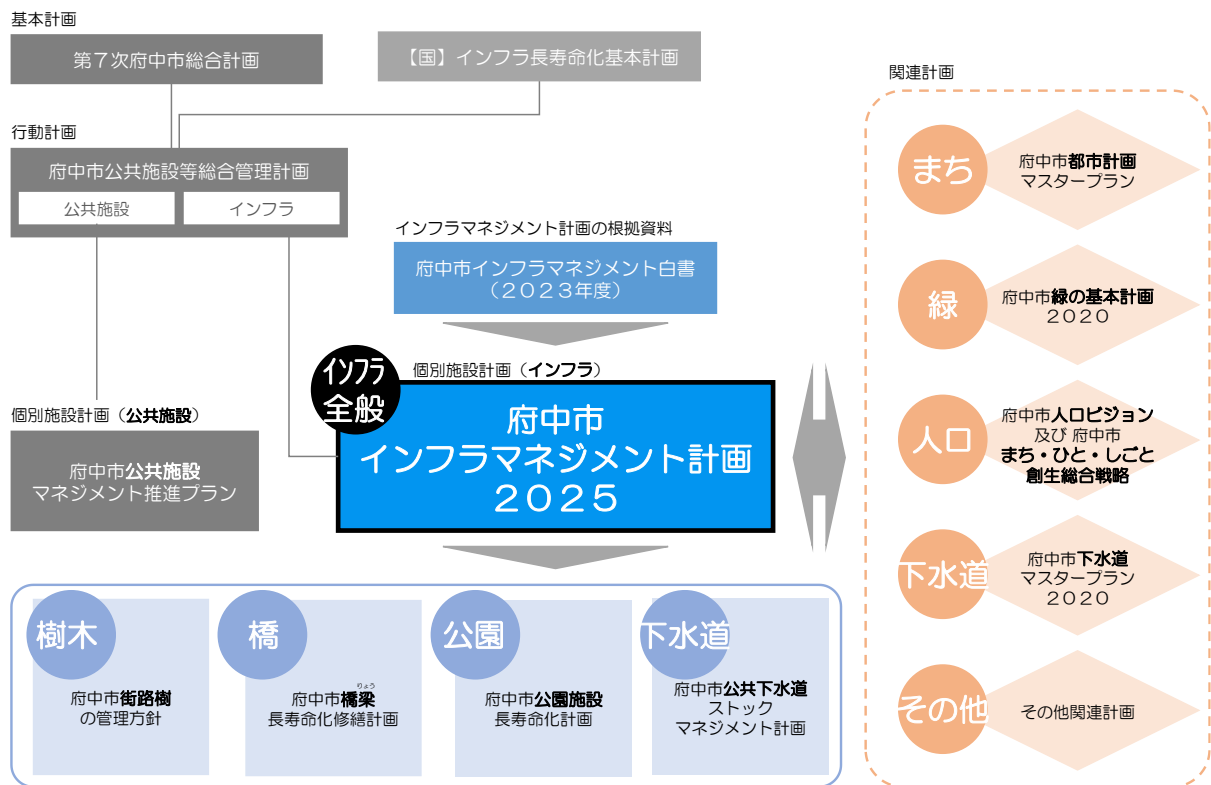 基本計画
第７次府中市総合計画
【国】インフラ長寿命化基本計画
行動計画
府中市公共施設等総合管理計画
公共施設
インフラ
インフラマネジメント計画の根拠資料
府中市インフラマネジメント白書
（２０２３年度）
インフラ
全般
個別施設計画（インフラ）
府中市
インフラマネジメント計画
２０２５
個別施設計画（公共施設）
府中市公共施設
マネジメント推進プラン
樹木
府中市街路樹
の管理方針
橋
りょう
府中市橋梁
長寿命化修繕計画
公園
府中市公園施設
長寿命化計画
下水道
府中市公共下水道
ストック
マネジメント計画
関連計画
まち
府中市都市計画
マスタープラン
緑
府中市緑の基本計画
２０２０
人口
府中市人口ビジョン
及び 府中市
まち・ひと・しごと
創生総合戦略
下水道
府中市下水道
マスタープラン
２０２０
その他
その他関連計画